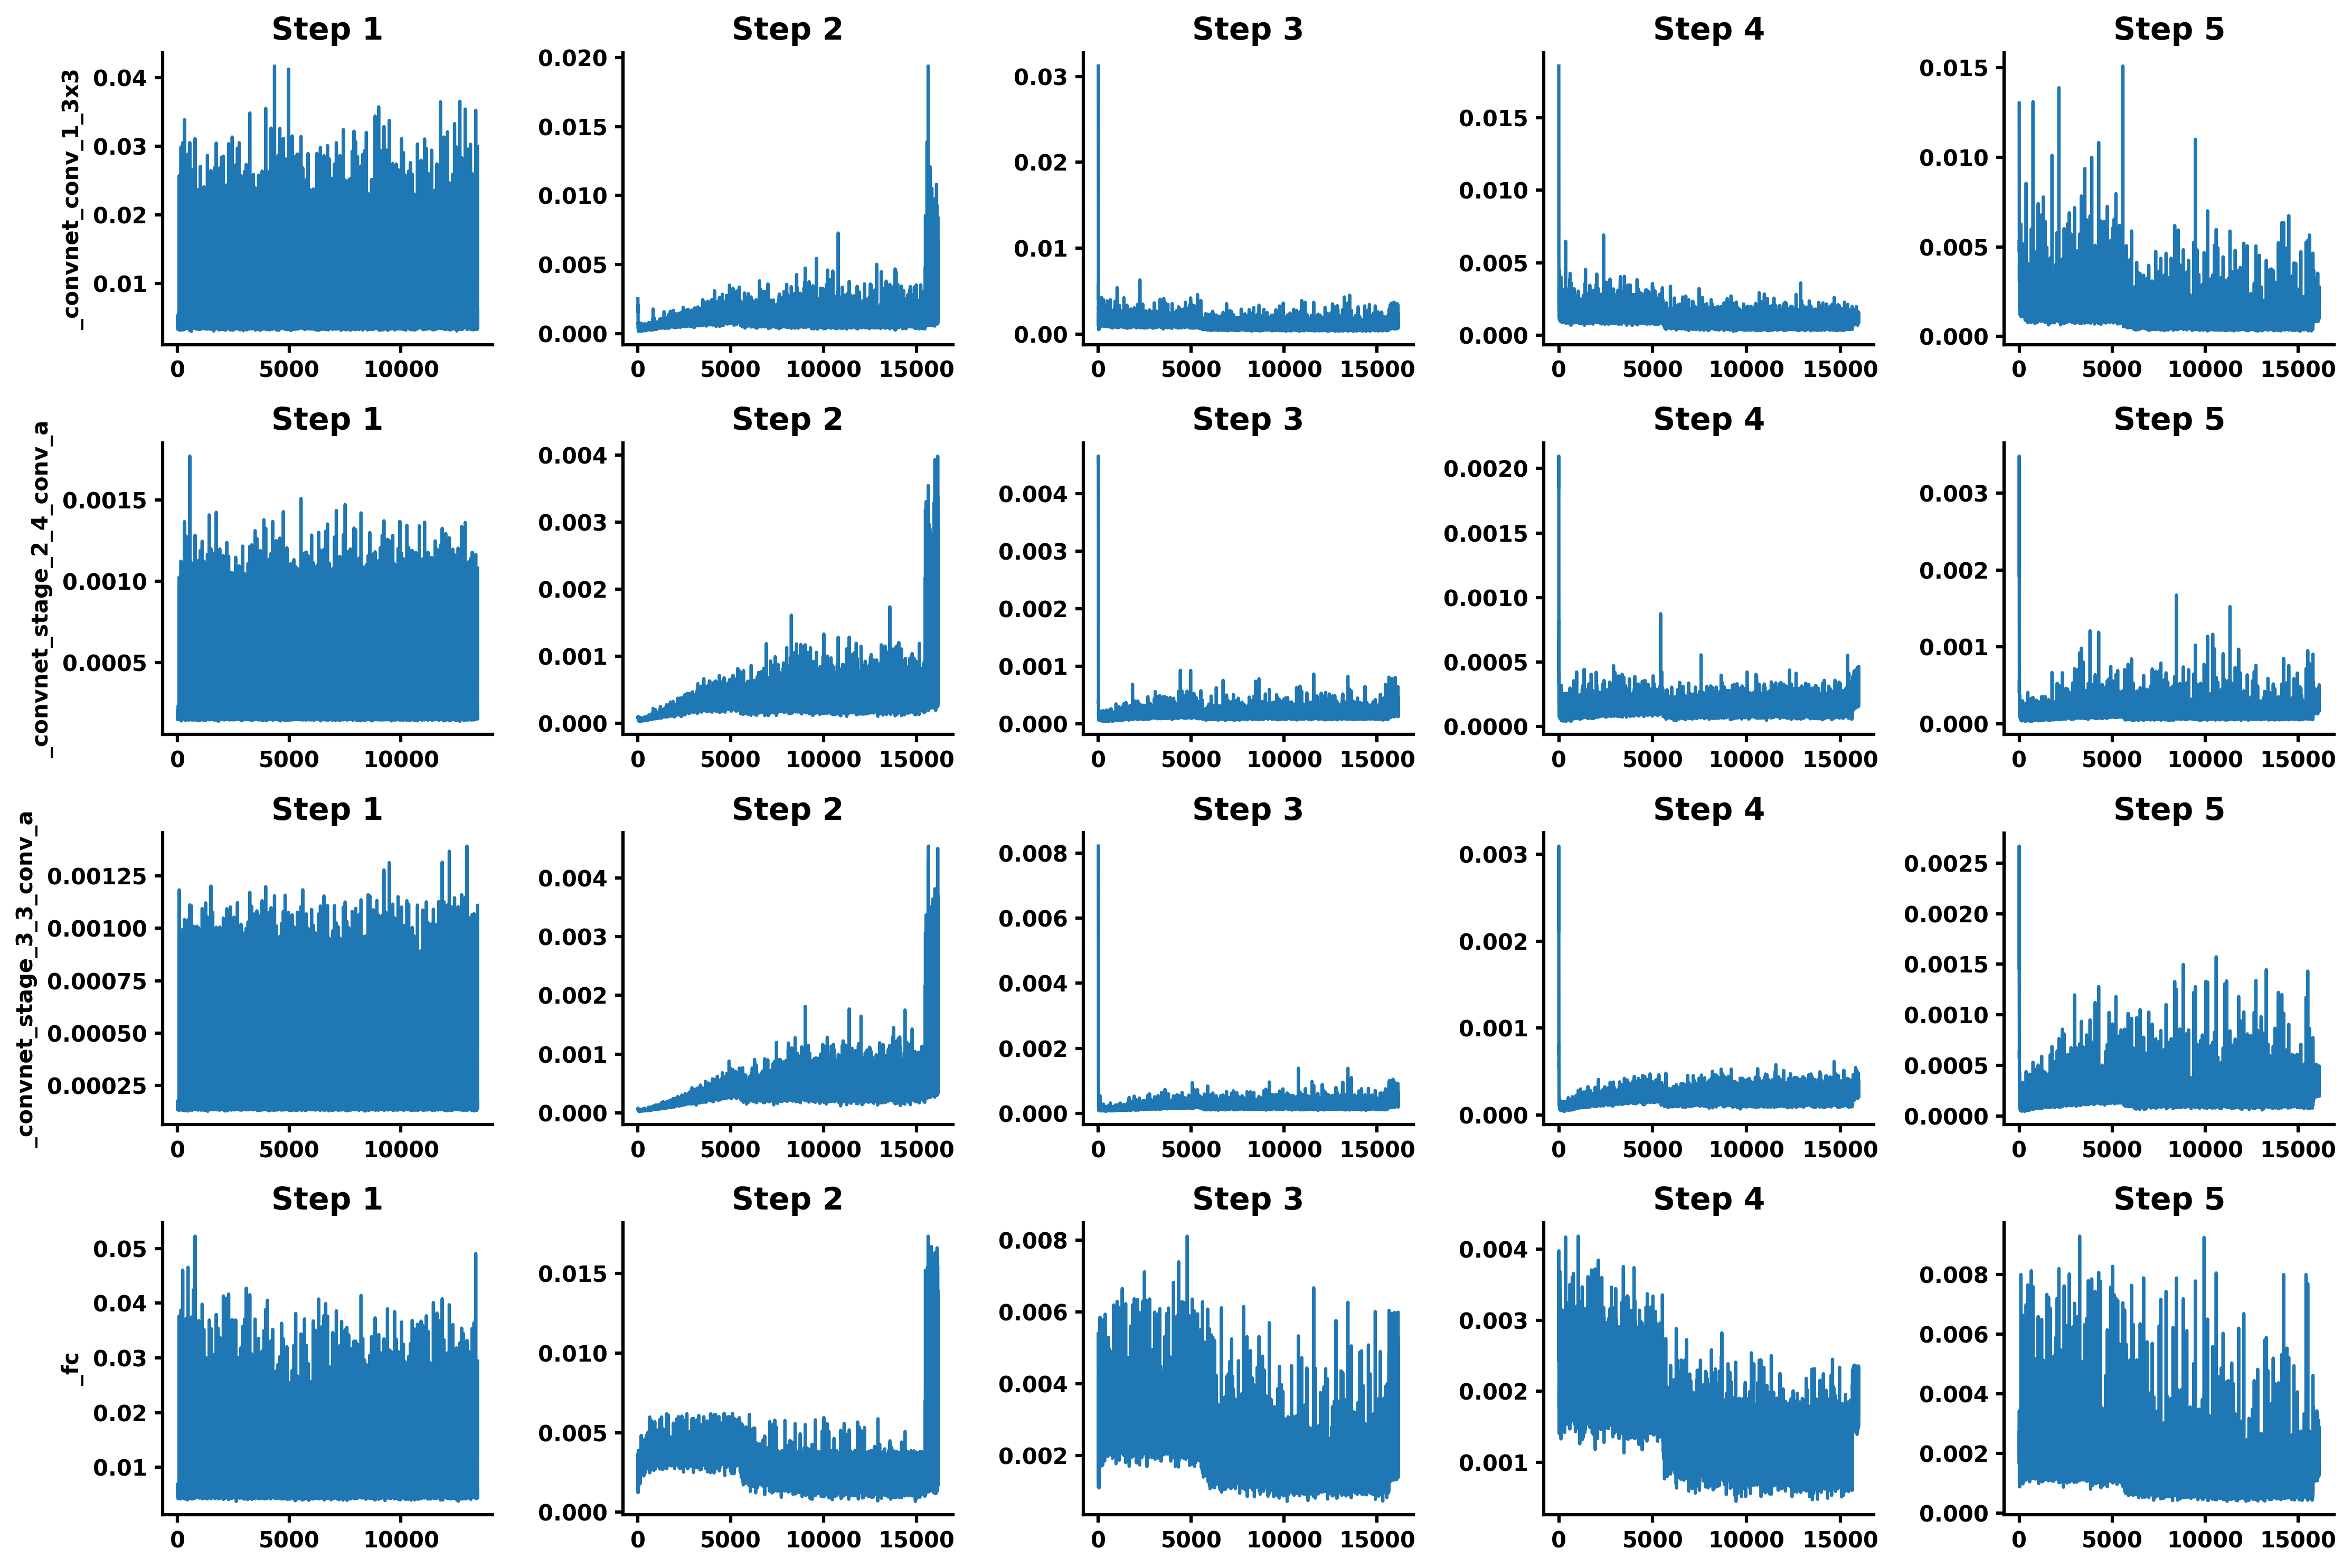 Step 1 Step 2 Step 3 Step 4 Step 5
_convnet_conv_1_3x3
0.04 0.03 0.02 0.01
0 5000 10000
0.020 0.015 0.010 0.005 0.000
0 5000 10000 15000
0.03 0.02 0.01 0.00
0 5000 10000 15000
0.015 0.010 0.005 0.000
0 5000 10000 15000
0.015 0.010 0.005 0.000
0 5000 10000 15000
Step 1 Step 2 Step 3 Step 4 Step 5
_convnet_stage_2_4_conv_a
0.0015 0.0010 0.0005
0 5000 10000
0.004 0.003 0.002 0.001 0.000
0 5000 10000 15000
0.004 0.003 0.002 0.001 0.000
0 5000 10000 15000
0.0020 0.0015 0.0010 0.0005 0.0000
0 5000 10000 15000
0.003 0.002 0.001 0.000
0 5000 10000 15000
Step 1 Step 2 Step 3 Step 4 Step 5
_convnet_stage_3_3_conv_a
0.00125 0.00100 0.00075 0.00050 0.00025
0 5000 10000
0.004 0.003 0.002 0.001 0.000
0 5000 10000 15000
0.008 0.006 0.004 0.002 0.000
0 5000 10000 15000
0.003 0.002 0.001 0.000
0 5000 10000 15000
0.0025 0.0020 0.0015 0.0010 0.0005 0.0000
0 5000 10000 15000
Step 1 Step 2 Step 3 Step 4 Step 5
_fc
0.05 0.04 0.03 0.02 0.01
0 5000 10000
0.015 0.010 0.005 0.000
0 5000 10000 15000
0.008 0.006 0.004 0.002
0 5000 10000 15000
0.004 0.003 0.002 0.001
0 5000 10000 15000
0.008 0.006 0.004 0.002 0.000
0 5000 10000 15000